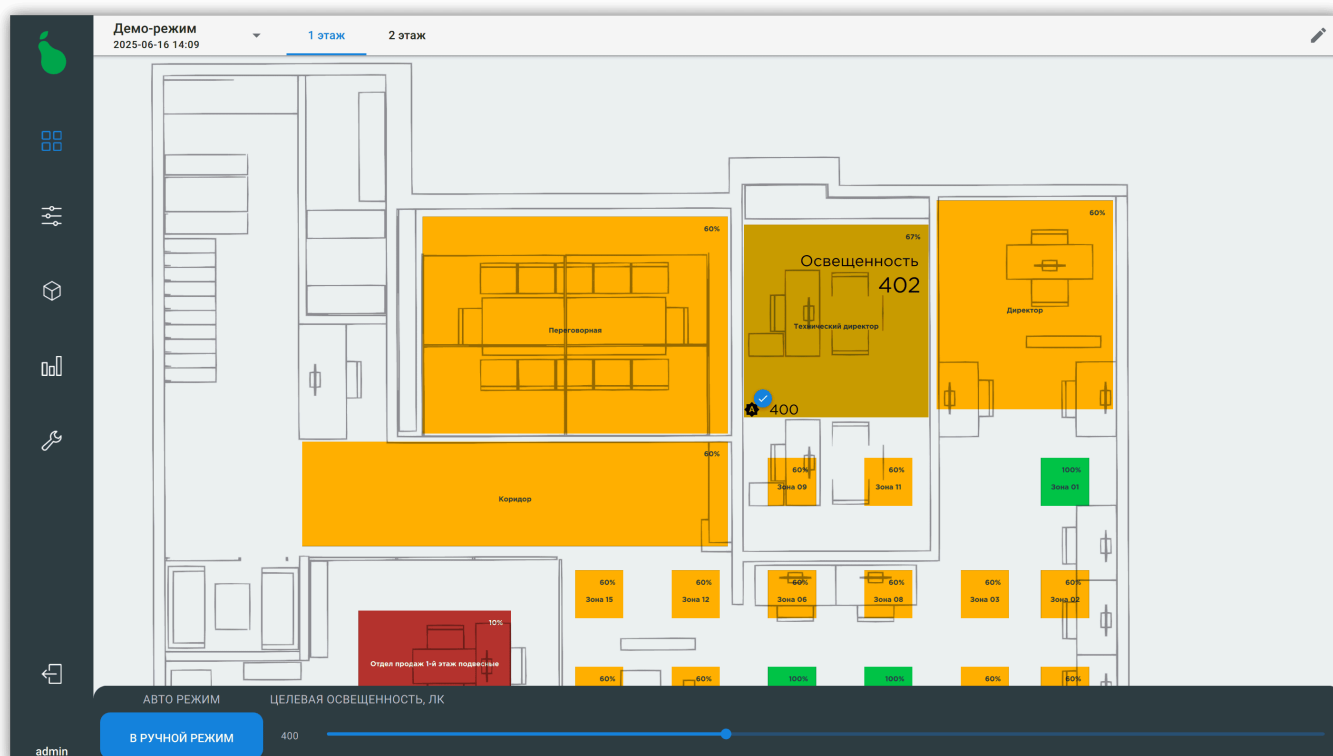 Демо-режим
2025-06-16 14:09
1 этаж
2 этаж
60%
Переговорная
67%
Освещенность
402
Технический директор
A
400
60%
Директор
60%
Коридор
60%
Зона 09
60%
Зона 11
100%
Зона 01
60%
Зона 15
60%
Зона 12
60%
Зона 06
60%
Зона 08
60%
Зона 03
60%
Зона 02
10%
Отдел продаж 1-й этаж подвесные
60%
60%
100%
100%
60%
60%
АВТО РЕЖИМ
ЦЕЛЕВАЯ ОСВЕЩЕННОСТЬ, ЛК
В РУЧНОЙ РЕЖИМ
400
admin